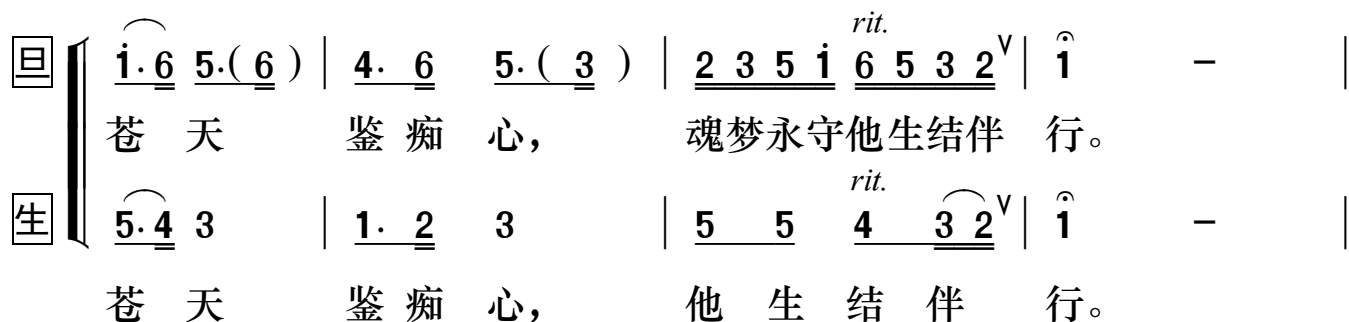 rit.
旦 i·6 5·(6) | 4· 6 5·( 3 ) | 2 3 5 i 6 5 3 2 ∨ | 1 – |
苍 天 鉴 痴 心, 魂梦永守他生结伴 行。
rit.
生 5·4 3 | 1· 2 3 | 5 5 4 3 2 ∨ | 1 – |
苍 天 鉴 痴 心, 他 生 结 伴 行。